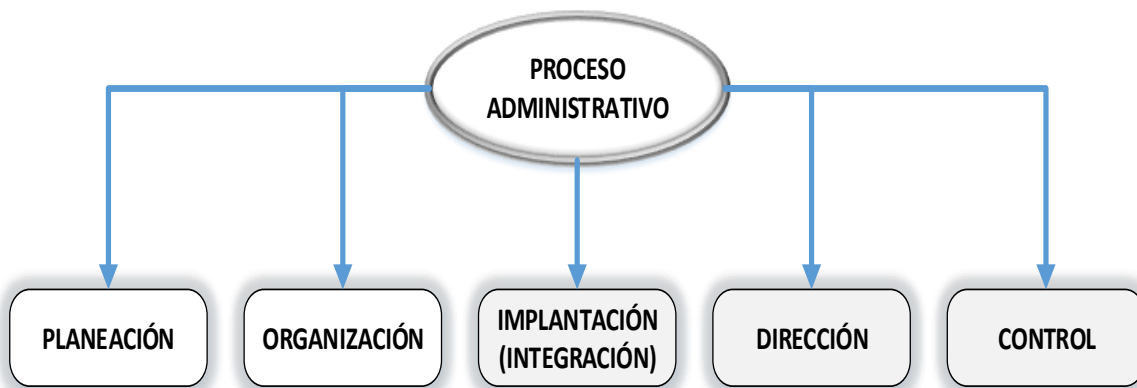 PROCESO
ADMINISTRATIVO
PLANEACIÓN
ORGANIZACIÓN
IMPLANTACIÓN
(INTEGRACIÓN)
DIRECCIÓN
CONTROL